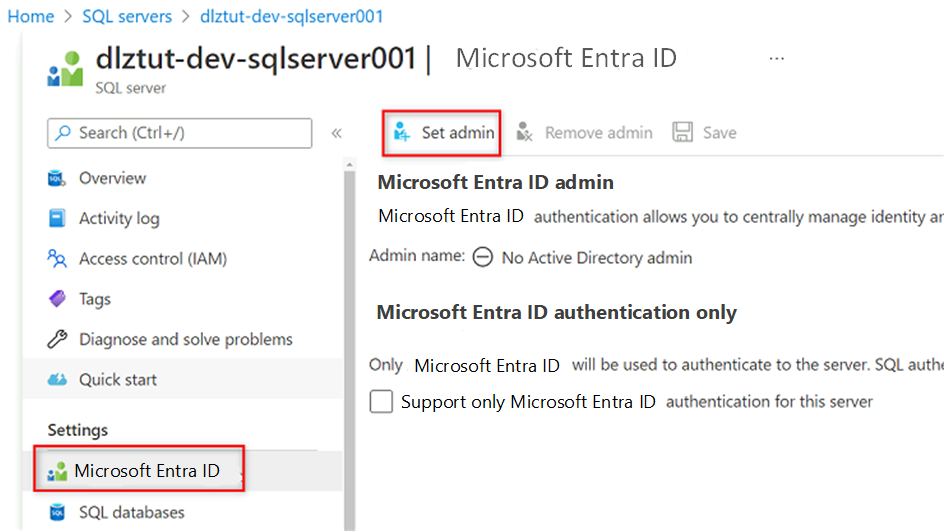 Home > SQL servers > dlztut-dev-sqlserver001
dlztut-dev-sqlserver001 | Microsoft Entra ID ...
SQL server
Search (Ctrl+/)
«
Overview
Activity log
Access control (IAM)
Tags
Diagnose and solve problems
Quick start
Settings
Microsoft Entra ID
SQL databases
Set admin
Remove admin
Save
Microsoft Entra ID admin
Microsoft Entra ID authentication allows you to centrally manage identity
Admin name: No Active Directory admin
Microsoft Entra ID authentication only
Only Microsoft Entra ID will be used to authenticate to the server. SQL
Support only Microsoft Entra ID authentication for this server